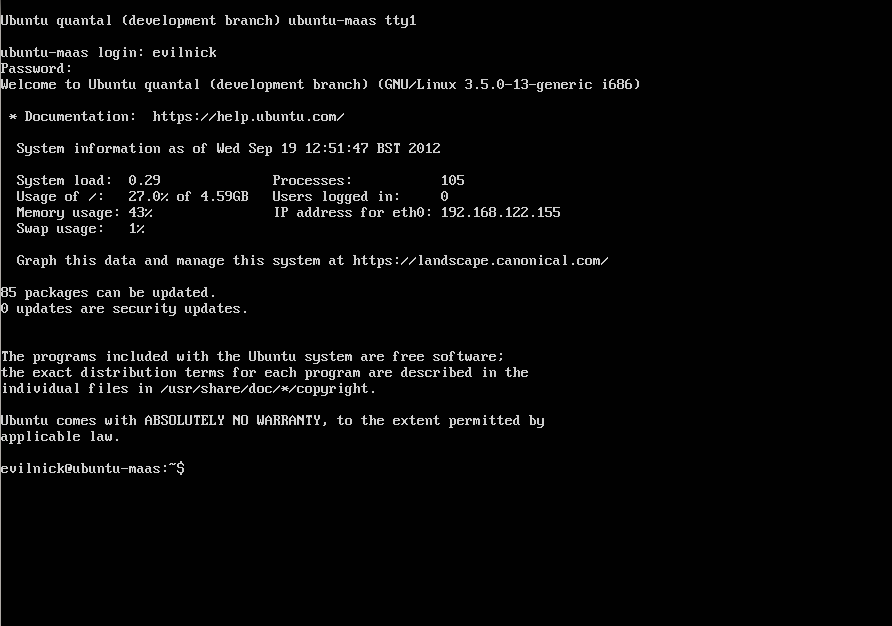 Ubuntu quantal (development branch) ubuntu-maas tty1
ubuntu-maas login: evilnick
Password:
Welcome to Ubuntu quantal (development branch) (GNU/Linux 3.5.0-13-generic i686)
* Documentation:  https://help.ubuntu.com/
System information as of Wed Sep 19 12:51:47 BST 2012
System load:  0.29              Processes:           105
Usage of /:   27.0% of 4.59GB   Users logged in:     0
Memory usage: 43%               IP address for eth0: 192.168.122.155
Swap usage:   1%
Graph this data and manage this system at https://landscape.canonical.com/
85 packages can be updated.
0 updates are security updates.
The programs included with the Ubuntu system are free software;
the exact distribution terms for each program are described in the
individual files in /usr/share/doc/*/copyright.
Ubuntu comes with ABSOLUTELY NO WARRANTY, to the extent permitted by
applicable law.
evilnick@ubuntu-maas:~$